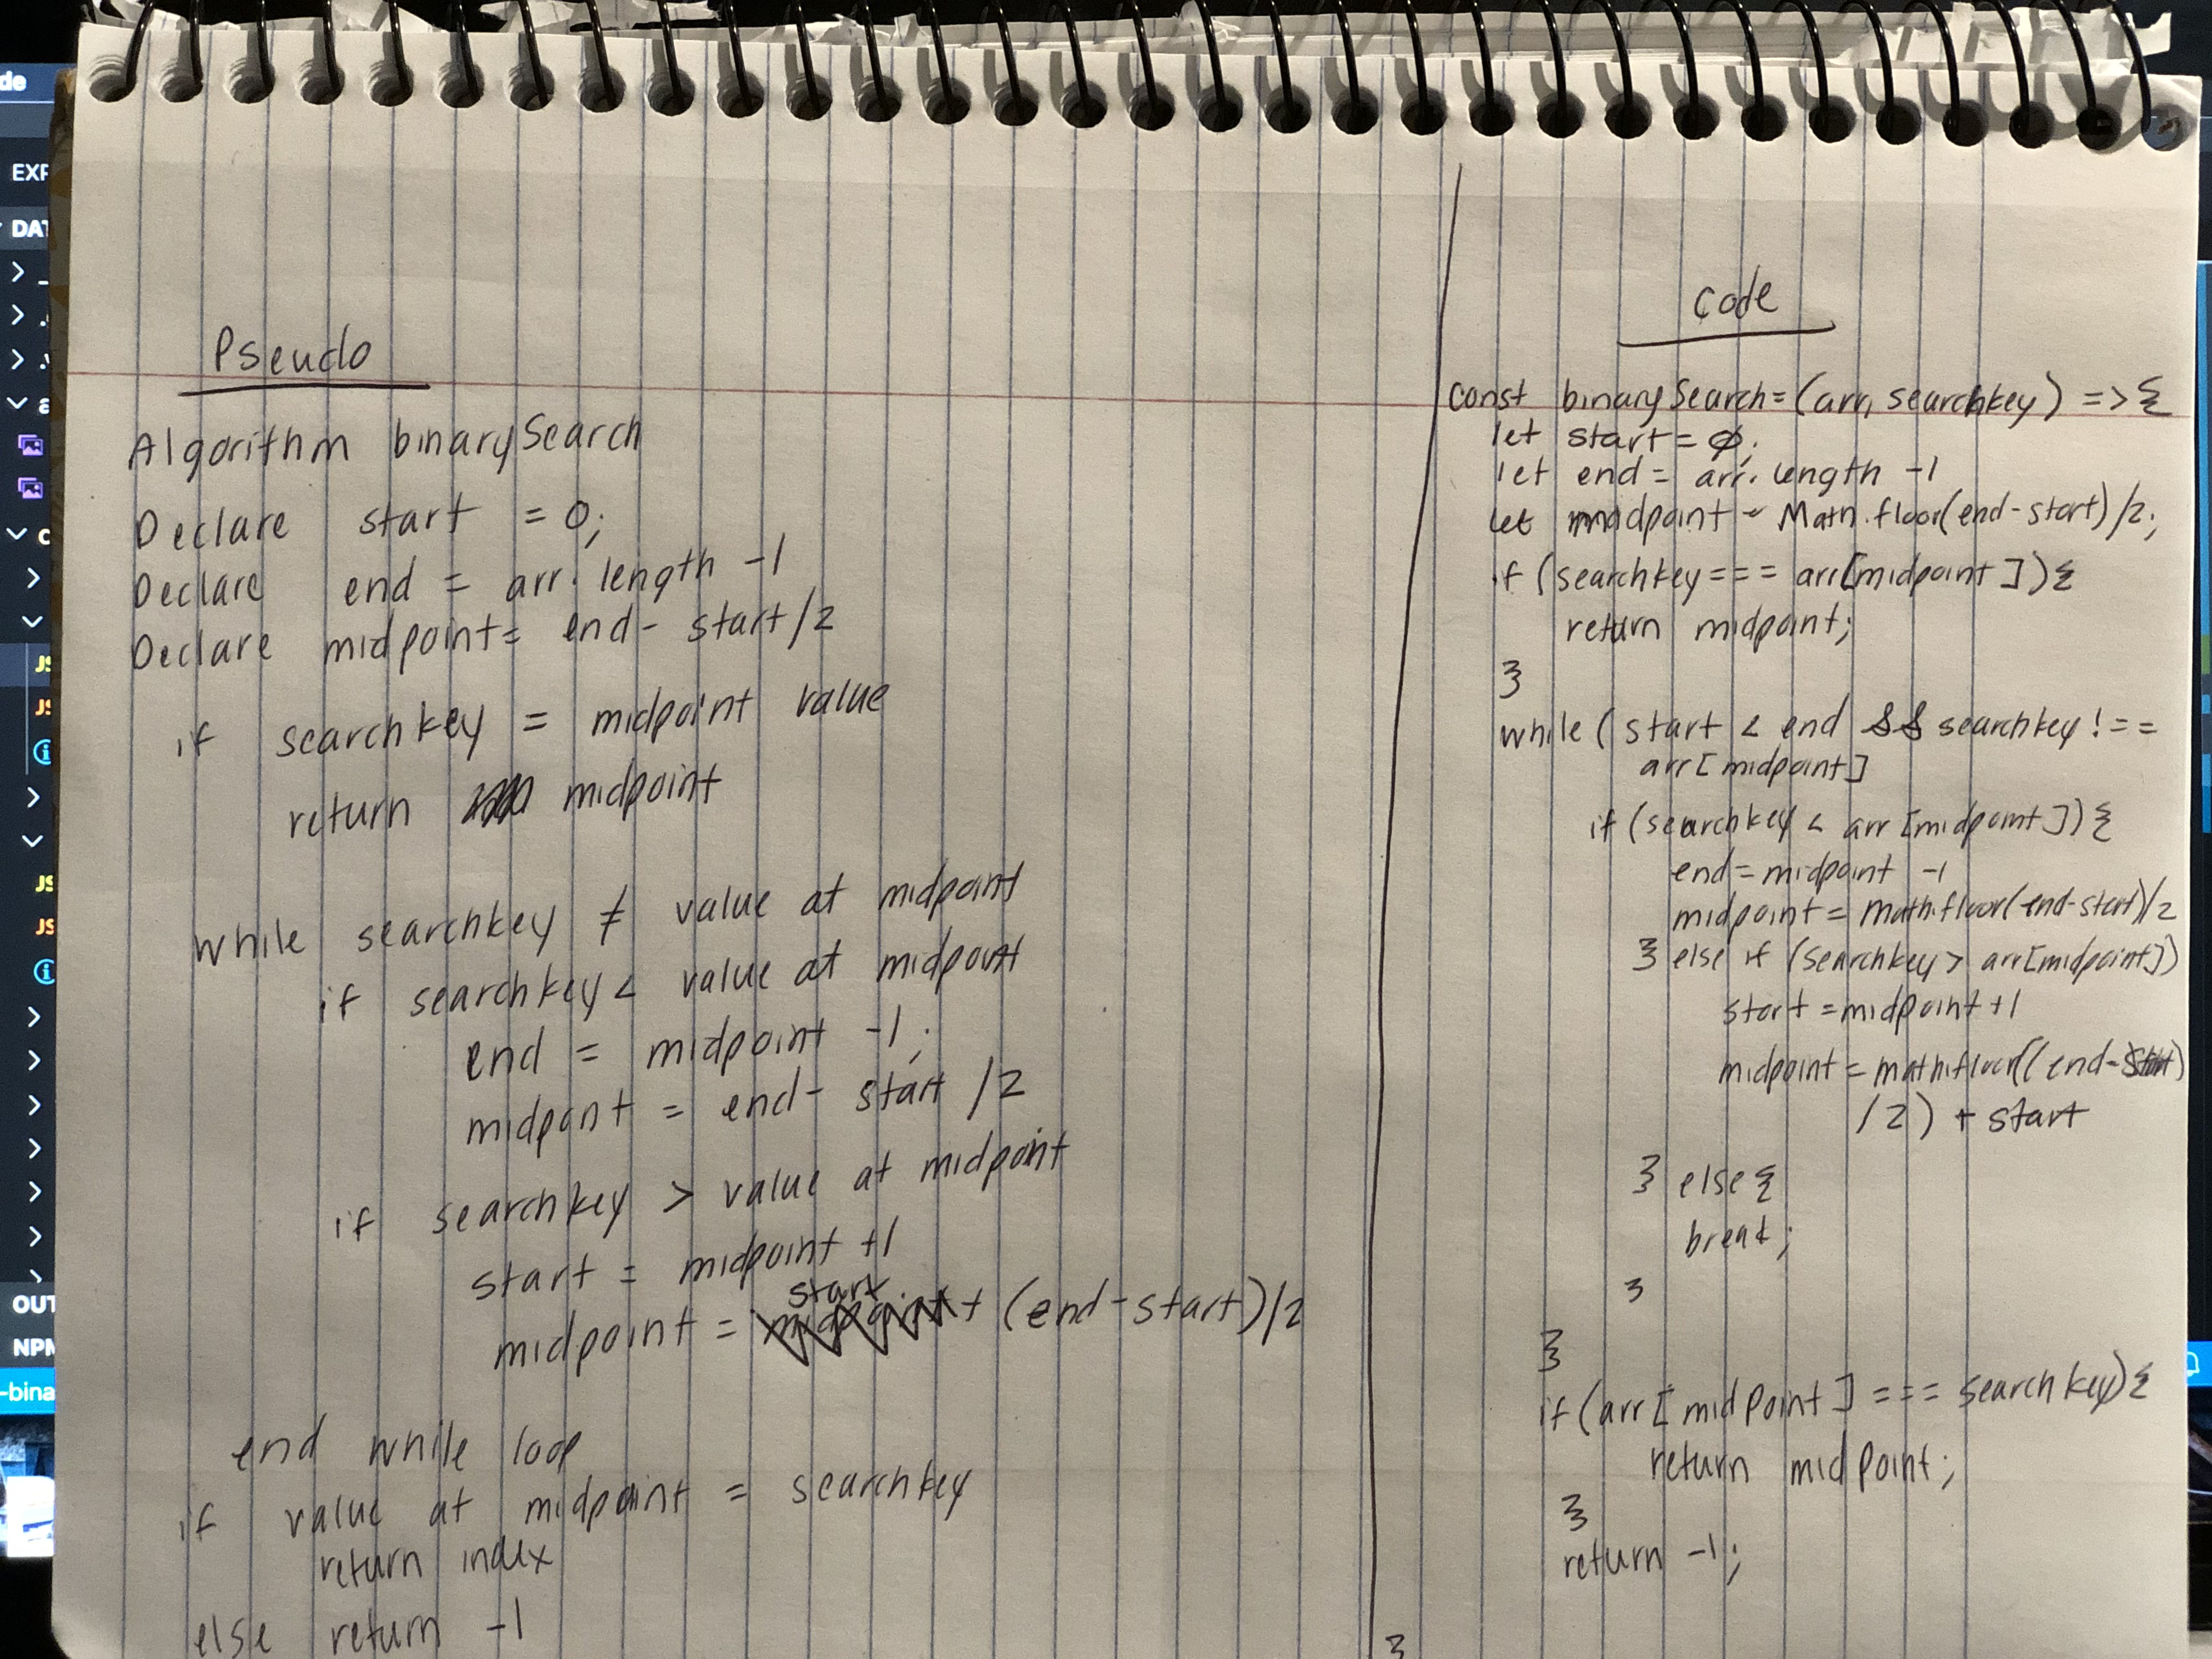 Pseudo
Algorithm binarySearch
Declare start = 0;
Declare end = arr.length -1
Declare midpoint = end - start/2
if searchkey = midpoint value
return midpoint
while searchkey ≠ value at midpoint
if searchkey < value at midpoint
end = midpoint -1;
midpont = end - start /2
if searchkey > value at midpoint
start = midpoint +1
midpoint = start + (end-start)/2
end while loop
if value at midpoint = searchkey
return index
else return -1
Code
const binarySearch = (arr, searchkey) => {
let start = 0;
let end = arr.length -1
let midpoint = Math.floor(end-start)/2;
if (searchkey === arr[midpoint]) {
return midpoint;
}
while (start < end && searchkey !==
arr[midpoint]
if (searchkey < arr[midpoint]) {
end = midpoint -1
midpoint = math.floor(end-start)/2
} else if (searchkey > arr[midpoint])
start = midpoint +1
midpoint = math.floor((end-start)
/2) + start
} else {
break;
}
}
if (arr[midpoint] === searchkey) {
return midpoint;
}
return -1;
}
de
EXP
DAT
JS
JS
JS
JS
OUT
NPM
-bina